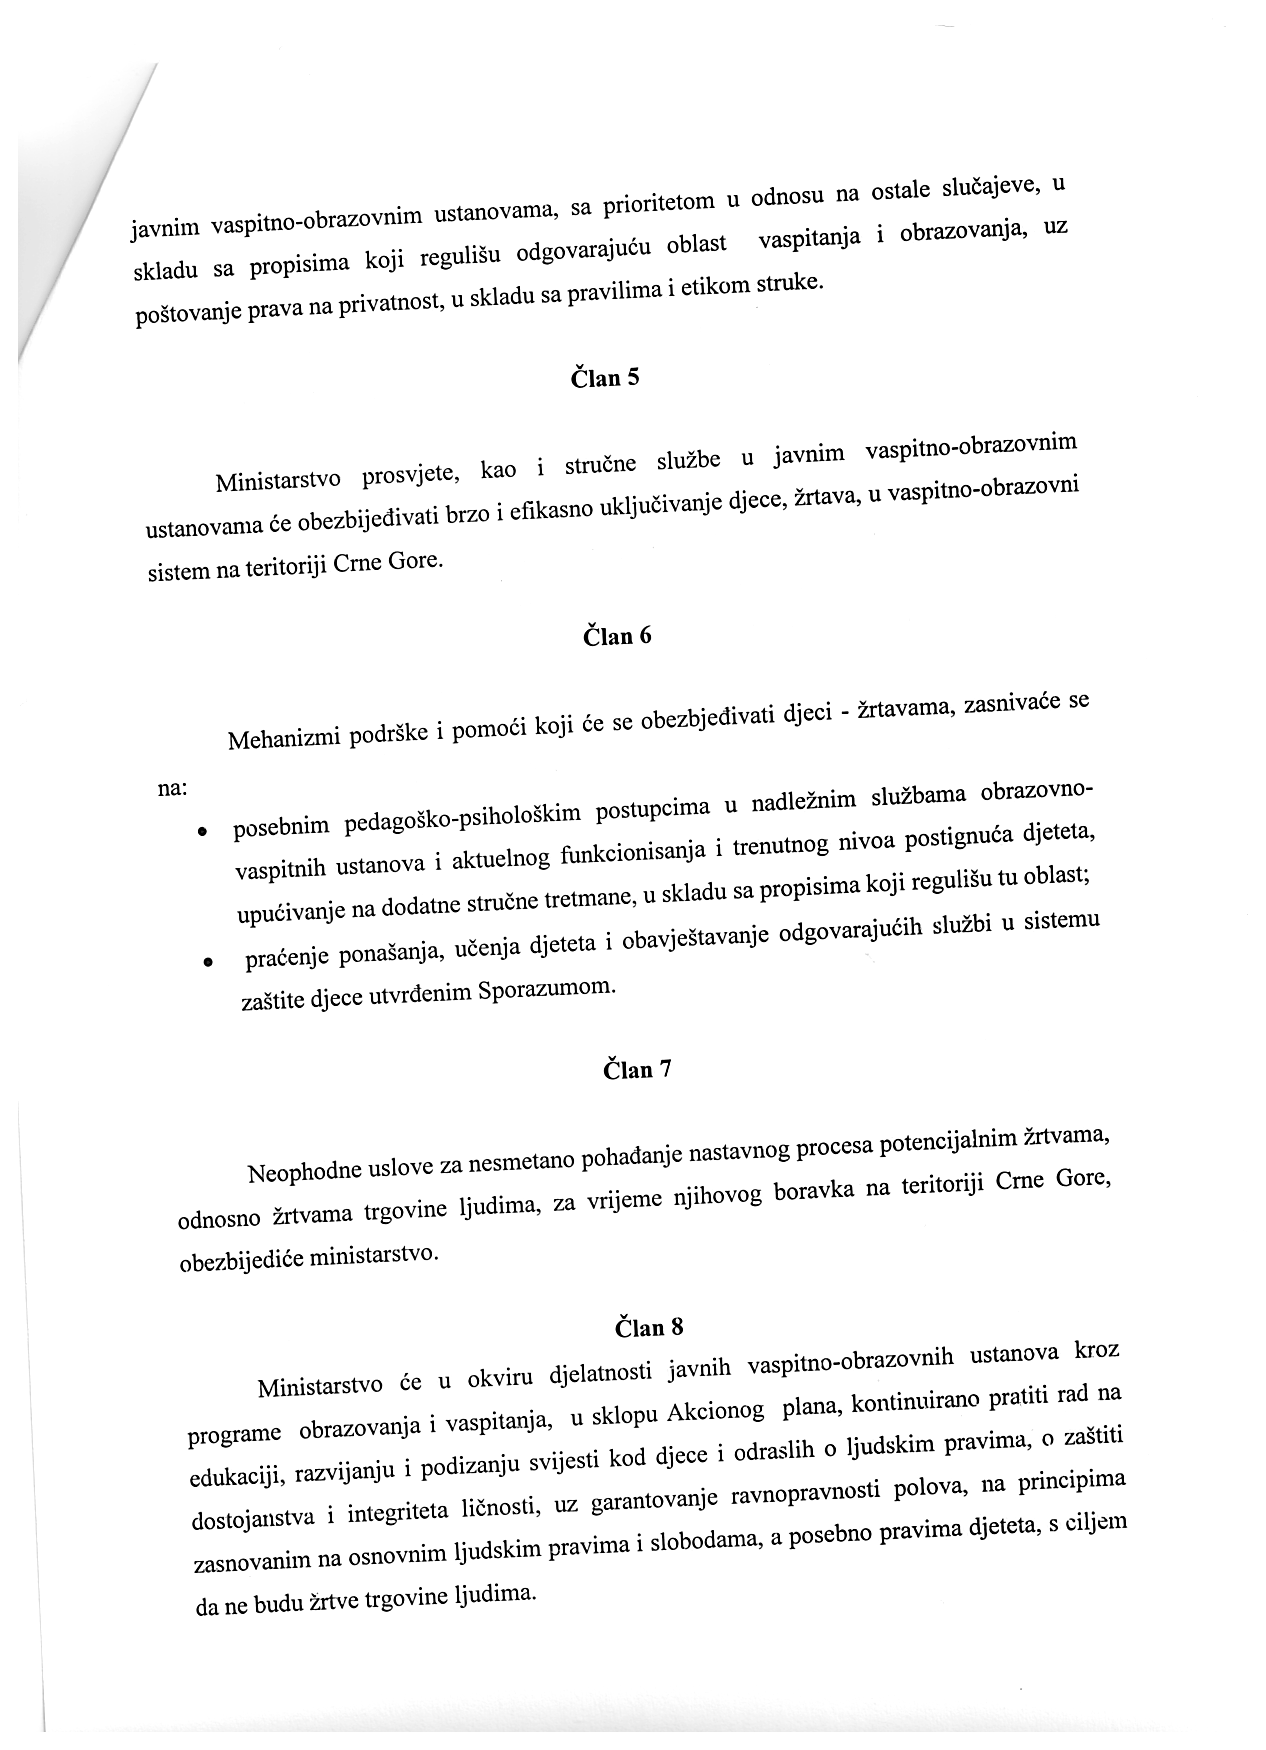 javnim vaspitno-obrazovnim ustanovama, sa prioritetom u odnosu na ostale slučajeve, u
skladu sa propisima koji regulišu odgovarajuću oblast vaspitanja i obrazovanja, uz
poštovanje prava na privatnost, u skladu sa pravilima i etikom struke.
Član 5
Ministarstvo prosvjete, kao i stručne službe u javnim vaspitno-obrazovnim
ustanovama će obezbijeđivati brzo i efikasno uključivanje djece, žrtava, u vaspitno-obrazovni
sistem na teritoriji Crne Gore.
Član 6
Mehanizmi podrške i pomoći koji će se obezbjeđivati djeci - žrtavama, zasnivaće se
na:
• posebnim pedagoško-psihološkim postupcima u nadležnim službama obrazovno-
vaspitnih ustanova i aktuelnog funkcionisanja i trenutnog nivoa postignuća djeteta,
upućivanje na dodatne stručne tretmane, u skladu sa propisima koji regulišu tu oblast;
• praćenje ponašanja, učenja djeteta i obavještavanje odgovarajućih službi u sistemu
zaštite djece utvrđenim Sporazumom.
Član 7
Neophodne uslove za nesmetano pohađanje nastavnog procesa potencijalnim žrtvama,
odnosno žrtvama trgovine ljudima, za vrijeme njihovog boravka na teritoriji Crne Gore,
obezbijediće ministarstvo.
Član 8
Ministarstvo će u okviru djelatnosti javnih vaspitno-obrazovnih ustanova kroz
programe obrazovanja i vaspitanja, u sklopu Akcionog plana, kontinuirano pratiti rad na
edukaciji, razvijanju i podizanju svijesti kod djece i odraslih o ljudskim pravima, o zaštiti
dostojanstva i integriteta ličnosti, uz garantovanje ravnopravnosti polova, na principima
zasnovanim na osnovnim ljudskim pravima i slobodama, a posebno pravima djeteta, s ciljem
da ne budu žrtve trgovine ljudima.